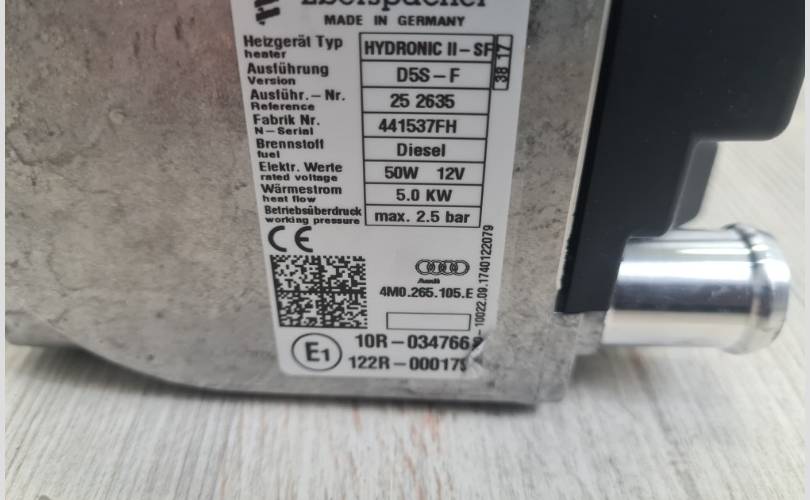 Eberspächer
MADE IN GERMANY
Heizgerät Typ
heater
HYDRONIC II - SF
38 17
Ausführung
Version
D5S - F
Ausführ. - Nr.
Reference
25 2635
Fabrik Nr.
N - Serial
441537FH
Brennstoff
fuel
Diesel
Elektr. Werte
rated voltage
50W 12V
Wärmestrom
heat flow
5.0 KW
Betriebsüberdruck
working pressure
max. 2.5 bar
CE
Audi
4M0.265.105.E
10022.09.1740122079
E1
10R - 034766
122R - 00017